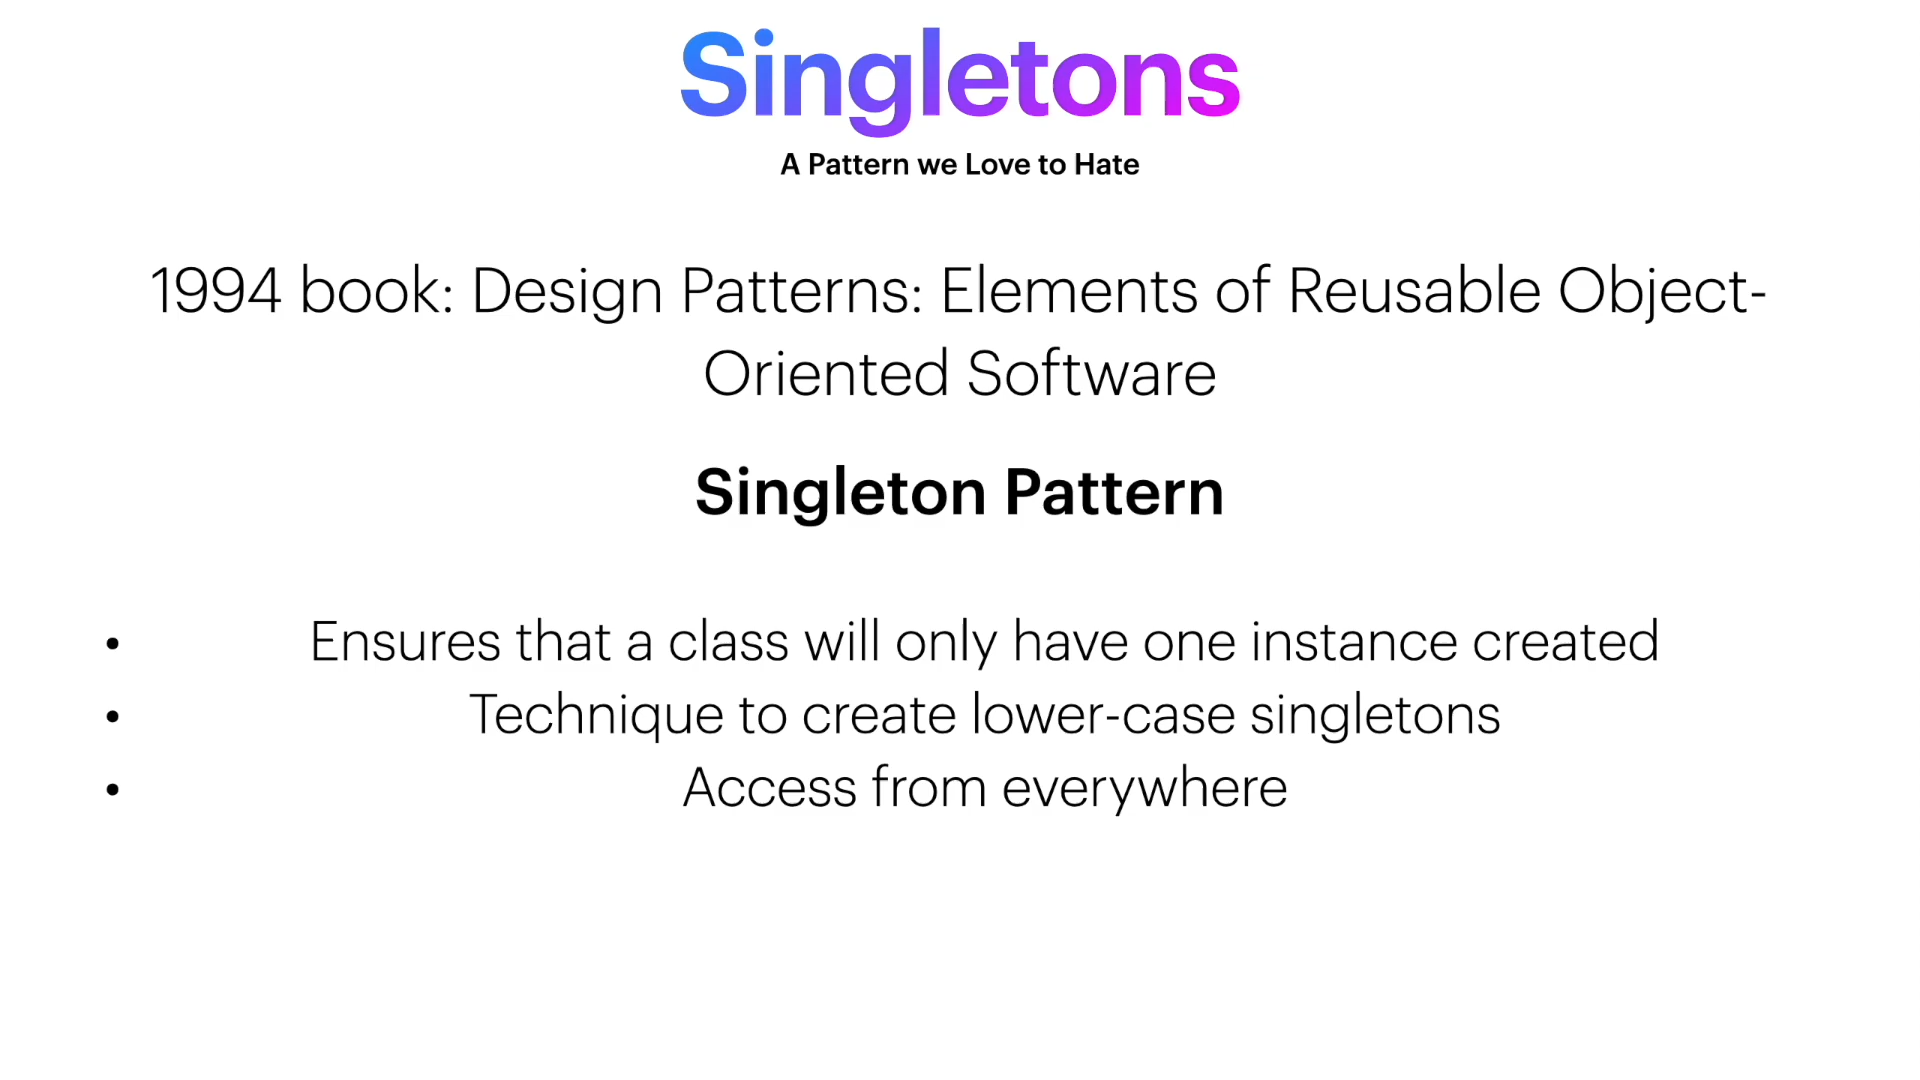 Singletons
A Pattern we Love to Hate
1994 book: Design Patterns: Elements of Reusable Object-
Oriented Software
Singleton Pattern
• Ensures that a class will only have one instance created
• Technique to create lower-case singletons
• Access from everywhere